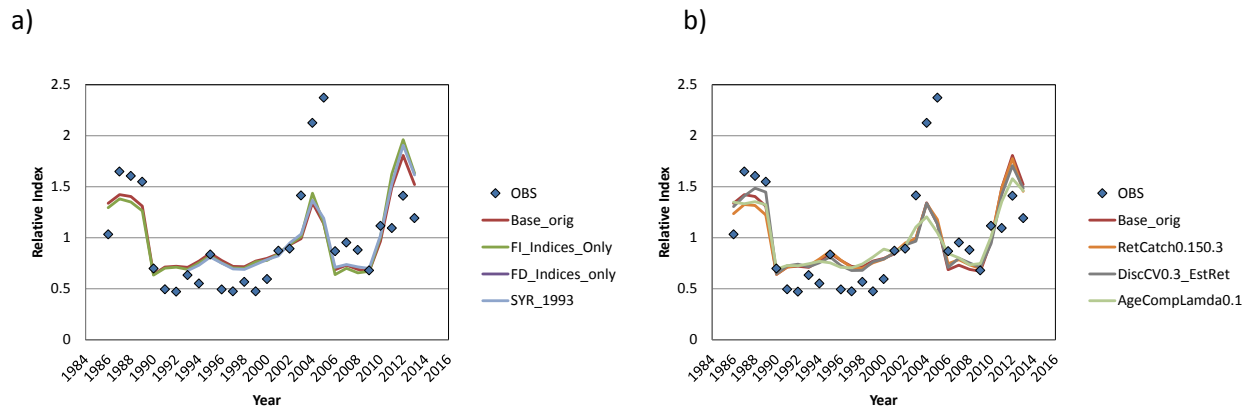 a)
Relative Index
2.5
2
1.5
1
0.5
0
1984 1986 1988 1990 1992 1994 1996 1998 2000 2002 2004 2006 2008 2010 2012 2014 2016
Year
OBS
Base_orig
FI_Indices_Only
FD_Indices_only
SYR_1993
b)
Relative Index
2.5
2
1.5
1
0.5
0
1984 1986 1988 1990 1992 1994 1996 1998 2000 2002 2004 2006 2008 2010 2012 2014 2016
Year
OBS
Base_orig
RetCatch0.150.3
DiscCV0.3_EstRet
AgeCompLamda0.1